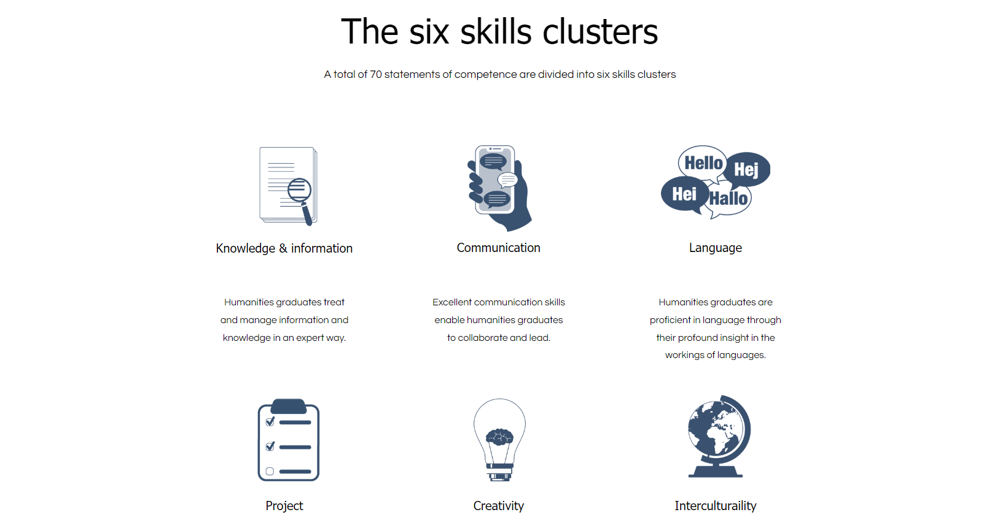 The six skills clusters
A total of 70 statements of competence are divided into six skills clusters
Hello
Hej
Hei
Hallo
Knowledge & information
Communication
Language
Humanities graduates treat
and manage information and
knowledge in an expert way.
Excellent communication skills
enable humanities graduates
to collaborate and lead.
Humanities graduates are
proficient in language through
their profound insight in the
workings of languages.
Project
Creativity
Interculturaility